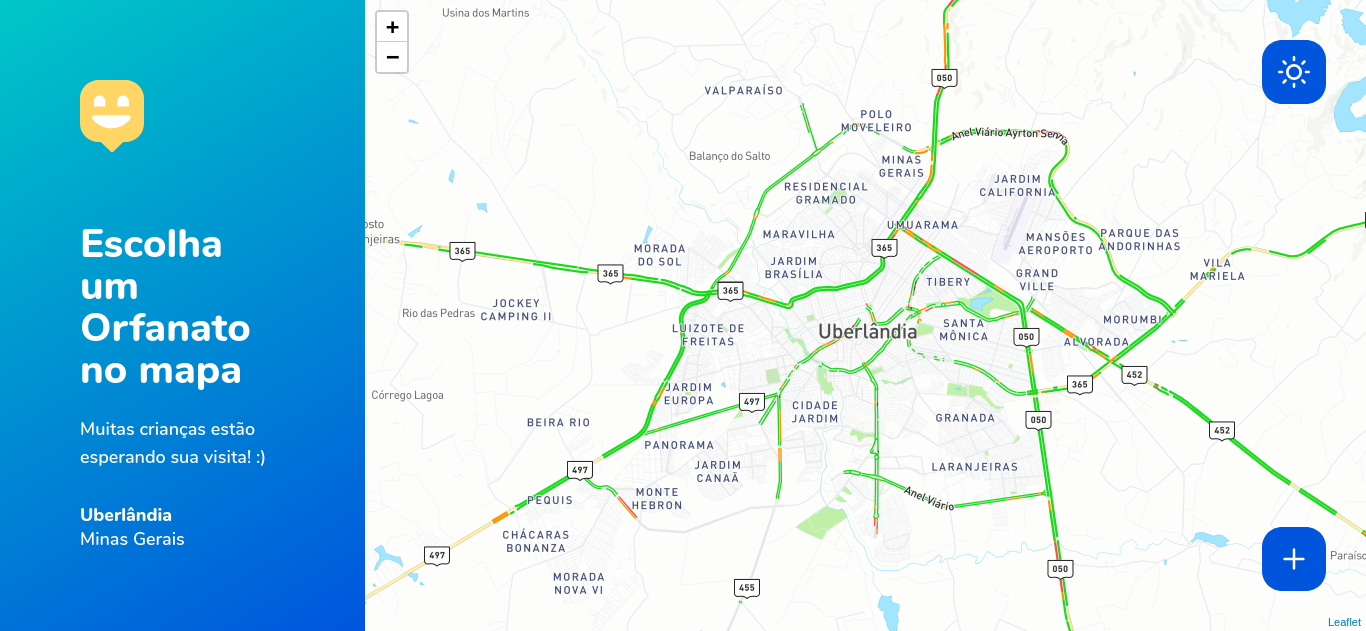 Escolha
um
Orfanato
no mapa
Muitas crianças estão
esperando sua visita! :)
Uberlândia
Minas Gerais
+
−
Usina dos Martins
050
VALPARAÍSO
POLO
MOVELEIRO
Anel Viário Ayrton Senna
Balanço do Salto
MINAS
GERAIS
RESIDENCIAL
GRAMADO
JARDIM
CALIFORNIA
osto
njeiras
UMUARAMA
MARAVILHA
MANSÕES
AEROPORTO
PARQUE DAS
ANDORINHAS
365
365
MORADA
DO SOL
365
JARDIM
BRASÍLIA
VILA
MARIELA
365
TIBERY
GRAND
VILLE
JOCKEY
CAMPING II
Rio das Pedras
LUIZOTE DE
FREITAS
Uberlândia
SANTA
MÔNICA
050
MORUMBI
ALVORADA
452
365
Córrego Lagoa
JARDIM
EUROPA
497
CIDADE
JARDIM
GRANADA
050
BEIRA RIO
452
PANORAMA
JARDIM
CANAÃ
LARANJEIRAS
497
PEQUIS
MONTE
HEBRON
Anel Viário
CHÁCARAS
BONANZA
497
050
Paraíso
MORADA
NOVA VI
455
+
Leaflet